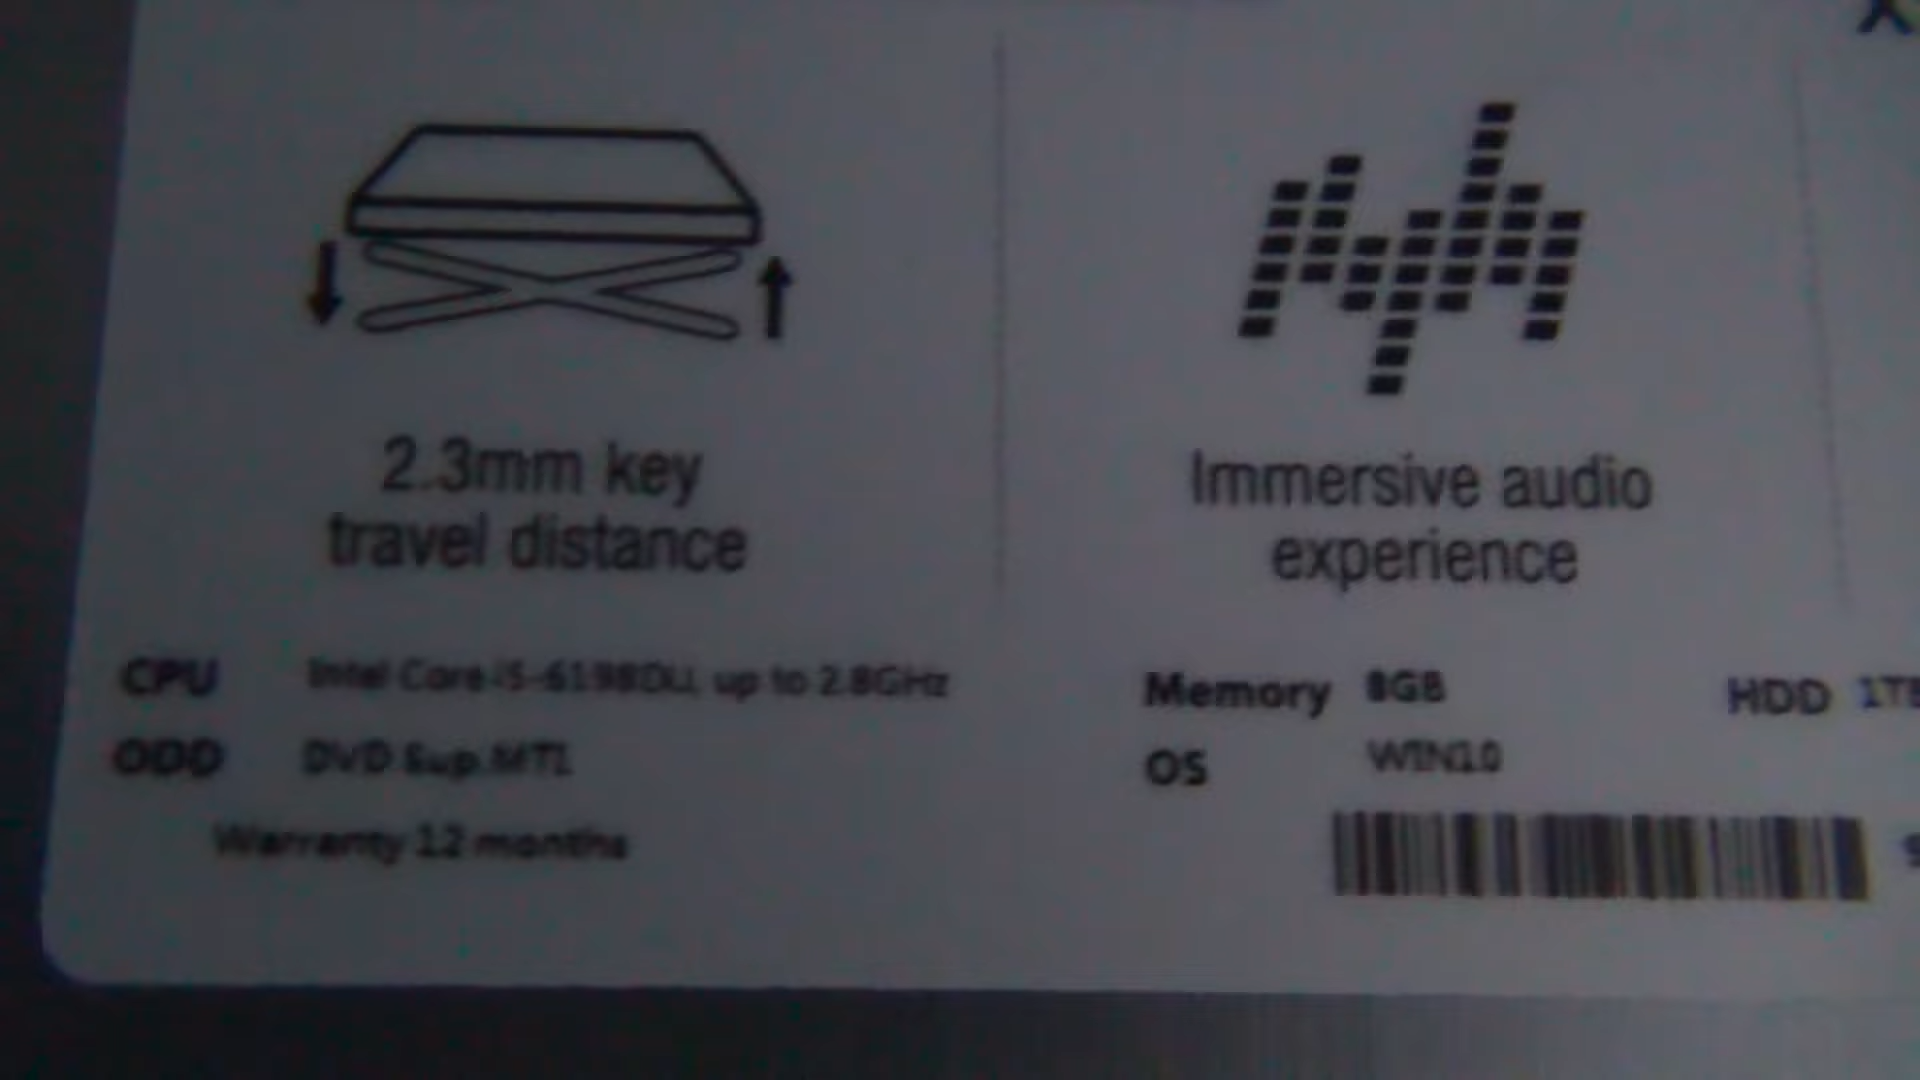 2.3mm key
travel distance
Immersive audio
experience
CPU Intel Core i5-6198DU, up to 2.8GHz
Memory 8GB
HDD 1TB
ODD DVD Sup.MTL
OS WIN10
Warranty 12 months